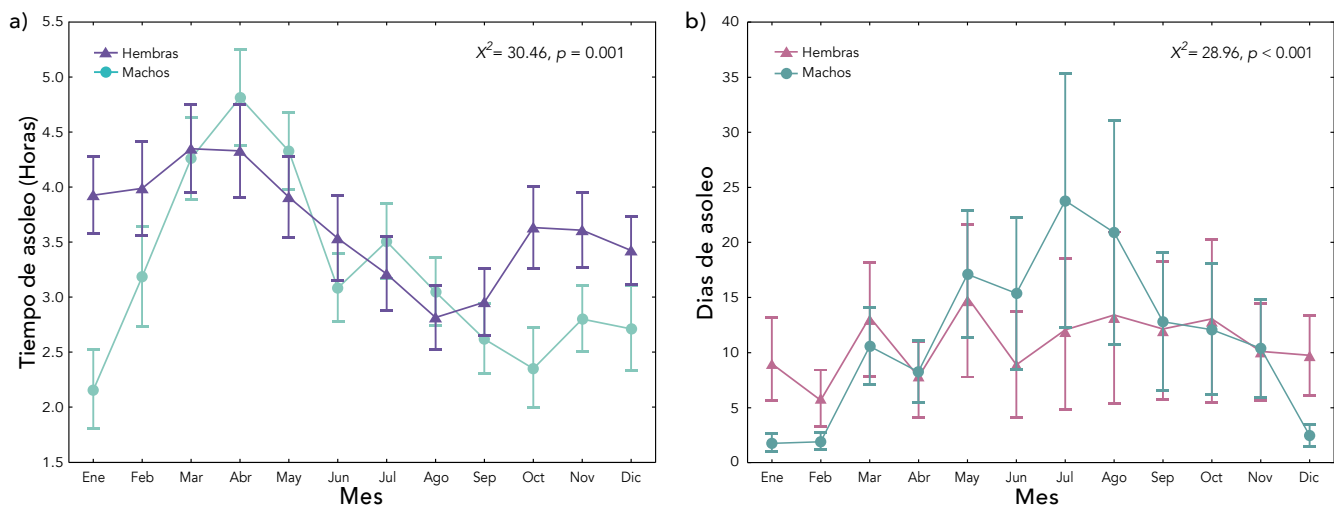 a)
Hembras
Machos
X²= 30.46, p = 0.001
Tiempo de asoleo (Horas)
5.5
5.0
4.5
4.0
3.5
3.0
2.5
2.0
1.5
Ene Feb Mar Abr May Jun Jul Ago Sep Oct Nov Dic
Mes
b)
Hembras
Machos
X²= 28.96, p < 0.001
Dias de asoleo
40
35
30
25
20
15
10
5
0
Ene Feb Mar Abr May Jun Jul Ago Sep Oct Nov Dic
Mes